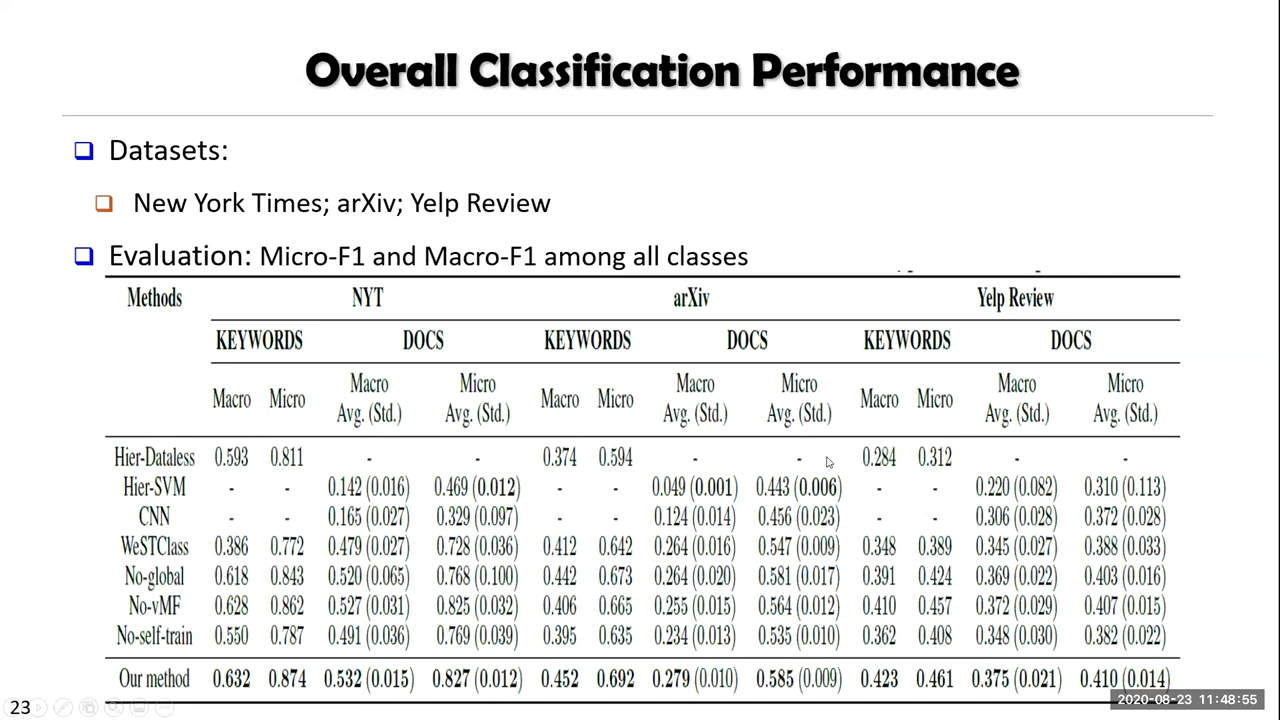 Overall Classification Performance
Datasets:
New York Times; arXiv; Yelp Review
Evaluation: Micro-F1 and Macro-F1 among all classes
Methods NYT arXiv Yelp Review
KEYWORDS DOCS KEYWORDS DOCS KEYWORDS DOCS
Macro Micro Macro Avg. (Std.) Micro Avg. (Std.) Macro Micro Macro Avg. (Std.) Micro Avg. (Std.) Macro Micro Macro Avg. (Std.) Micro Avg. (Std.)
Hier-Dataless 0.593 0.811 - - 0.374 0.594 - - 0.284 0.312 - -
Hier-SVM - - 0.142 (0.016) 0.469 (0.012) - - 0.049 (0.001) 0.443 (0.006) - - 0.220 (0.082) 0.310 (0.113)
CNN - - 0.165 (0.027) 0.329 (0.097) - - 0.124 (0.014) 0.456 (0.023) - - 0.306 (0.028) 0.372 (0.028)
WeSTClass 0.386 0.772 0.479 (0.027) 0.728 (0.036) 0.412 0.642 0.264 (0.016) 0.547 (0.009) 0.348 0.389 0.345 (0.027) 0.388 (0.033)
No-global 0.618 0.843 0.520 (0.065) 0.768 (0.100) 0.442 0.673 0.264 (0.020) 0.581 (0.017) 0.391 0.424 0.369 (0.022) 0.403 (0.016)
No-vMF 0.628 0.862 0.527 (0.031) 0.825 (0.032) 0.406 0.665 0.255 (0.015) 0.564 (0.012) 0.410 0.457 0.372 (0.029) 0.407 (0.015)
No-self-train 0.550 0.787 0.491 (0.036) 0.769 (0.039) 0.395 0.635 0.234 (0.013) 0.535 (0.010) 0.362 0.408 0.348 (0.030) 0.382 (0.022)
Our method 0.632 0.874 0.532 (0.015) 0.827 (0.012) 0.452 0.692 0.279 (0.010) 0.585 (0.009) 0.423 0.461 0.375 (0.021) 0.410 (0.014)
23
2020-08-23 11:48:55